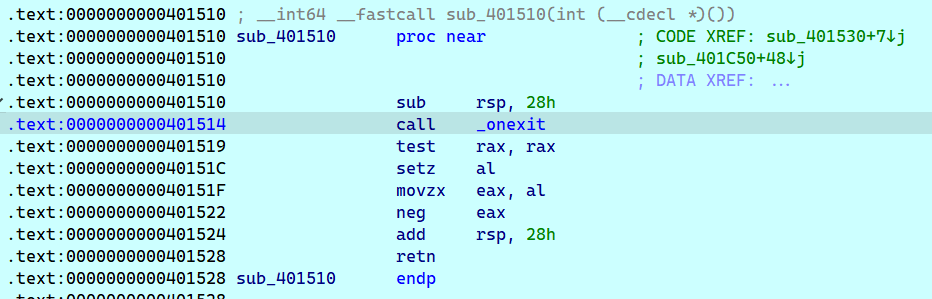 .text:0000000000401510 ; __int64 __fastcall sub_401510(int (__cdecl *)())
.text:0000000000401510 sub_401510 proc near ; CODE XREF: sub_401530+7↓j
.text:0000000000401510 ; sub_401C50+48↓j
.text:0000000000401510 ; DATA XREF: ...
.text:0000000000401510 sub rsp, 28h
.text:0000000000401514 call _onexit
.text:0000000000401519 test rax, rax
.text:000000000040151C setz al
.text:000000000040151F movzx eax, al
.text:0000000000401522 neg eax
.text:0000000000401524 add rsp, 28h
.text:0000000000401528 retn
.text:0000000000401528 sub_401510 endp
.text:0000000000401528